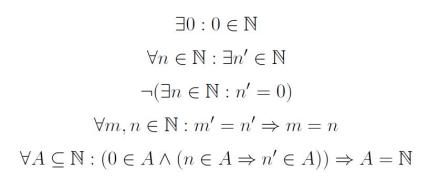 ∃0 : 0 ∈ ℕ
∀n ∈ ℕ : ∃n′ ∈ ℕ
¬(∃n ∈ ℕ : n′ = 0)
∀m, n ∈ ℕ : m′ = n′ ⇒ m = n
∀A ⊆ ℕ : (0 ∈ A ∧ (n ∈ A ⇒ n′ ∈ A)) ⇒ A = ℕ